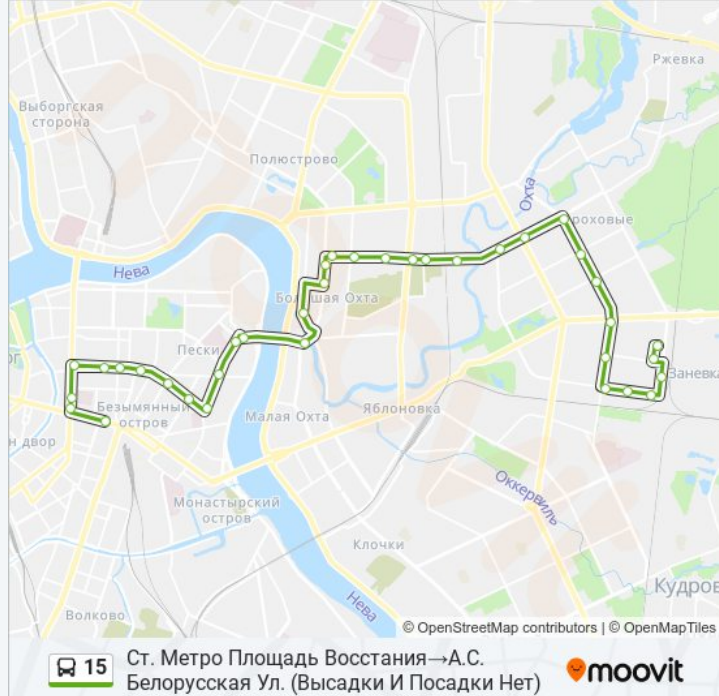 Ржевка
Выборгская
сторона
Полюстрово
Охта
Пороховые
Нева
Большая Охта
Пески
Заневка
Безымянный
остров
Малая Охта
Яблоновка
н двор
Оккервиль
Монастырский
остров
Клочки
Кудров
Нева
Волково
© OpenStreetMap contributors | © OpenMapTiles
15
Ст. Метро Площадь Восстания→А.С.
Белорусская Ул. (Высадки И Посадки Нет)
moovit